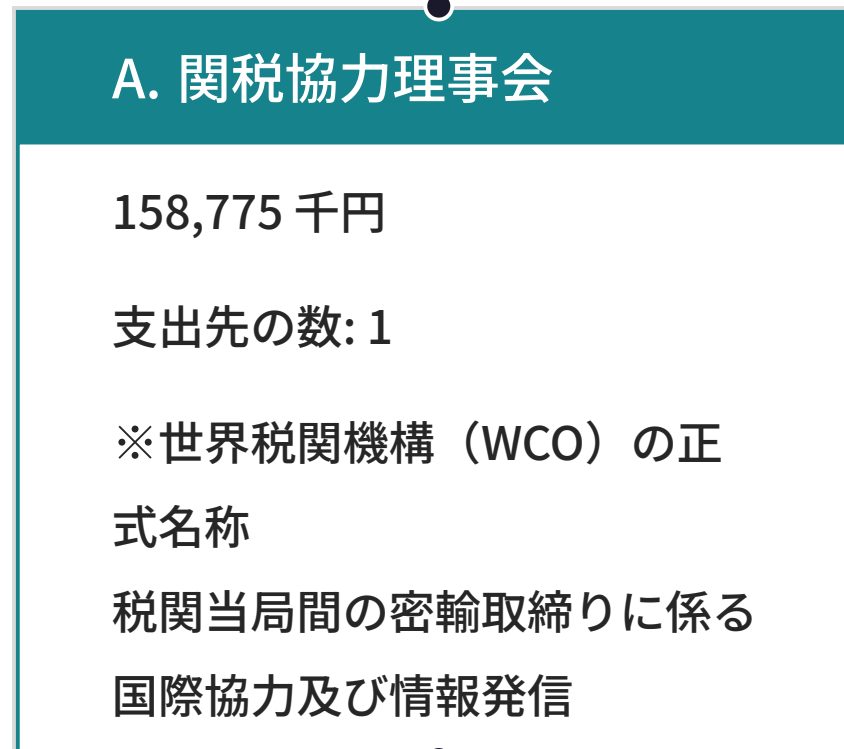 A. 関税協力理事会
158,775 千円
支出先の数: 1
※世界税関機構（WCO）の正
式名称
税関当局間の密輸取締りに係る
国際協力及び情報発信